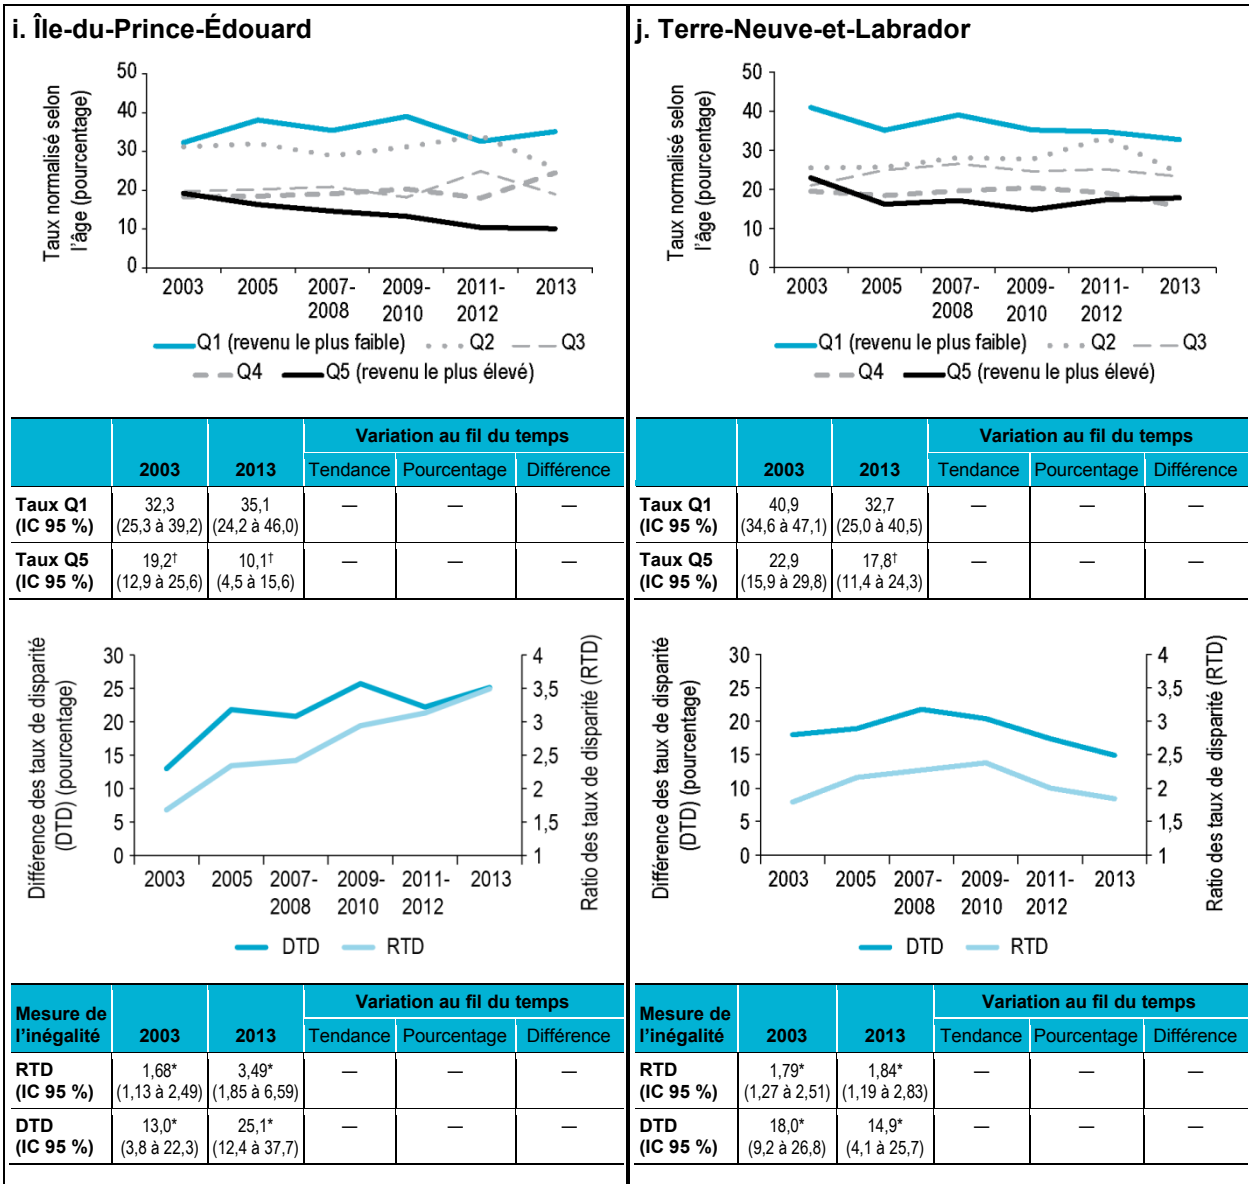 i. Île-du-Prince-Édouard
Taux normalisé selon
l'âge (pourcentage)
50
40
30
20
10
0
2003 2005 2007- 2009- 2011- 2013
2008 2010 2012
Q1 (revenu le plus faible) Q2 Q3
Q4 Q5 (revenu le plus élevé)
Variation au fil du temps
2003 2013 Tendance Pourcentage Différence
Taux Q1 32,3 35,1 — — —
(IC 95 %) (25,3 à 39,2) (24,2 à 46,0)
Taux Q5 19,2† 10,1† — — —
(IC 95 %) (12,9 à 25,6) (4,5 à 15,6)
Différence des taux de disparité
(DTD) (pourcentage)
30
25
20
15
10
5
0
4
3,5
3
2,5
2
1,5
1
Ratio des taux de disparité (RTD)
2003 2005 2007- 2009- 2011- 2013
2008 2010 2012
DTD RTD
Mesure de Variation au fil du temps
l'inégalité 2003 2013 Tendance Pourcentage Différence
RTD 1,68* 3,49* — — —
(IC 95 %) (1,13 à 2,49) (1,85 à 6,59)
DTD 13,0* 25,1* — — —
(IC 95 %) (3,8 à 22,3) (12,4 à 37,7)
j. Terre-Neuve-et-Labrador
Taux normalisé selon
l'âge (pourcentage)
50
40
30
20
10
0
2003 2005 2007- 2009- 2011- 2013
2008 2010 2012
Q1 (revenu le plus faible) Q2 Q3
Q4 Q5 (revenu le plus élevé)
Variation au fil du temps
2003 2013 Tendance Pourcentage Différence
Taux Q1 40,9 32,7 — — —
(IC 95 %) (34,6 à 47,1) (25,0 à 40,5)
Taux Q5 22,9 17,8† — — —
(IC 95 %) (15,9 à 29,8) (11,4 à 24,3)
Différence des taux de disparité
(DTD) (pourcentage)
30
25
20
15
10
5
0
4
3,5
3
2,5
2
1,5
1
Ratio des taux de disparité (RTD)
2003 2005 2007- 2009- 2011- 2013
2008 2010 2012
DTD RTD
Mesure de Variation au fil du temps
l'inégalité 2003 2013 Tendance Pourcentage Différence
RTD 1,79* 1,84* — — —
(IC 95 %) (1,27 à 2,51) (1,19 à 2,83)
DTD 18,0* 14,9* — — —
(IC 95 %) (9,2 à 26,8) (4,1 à 25,7)